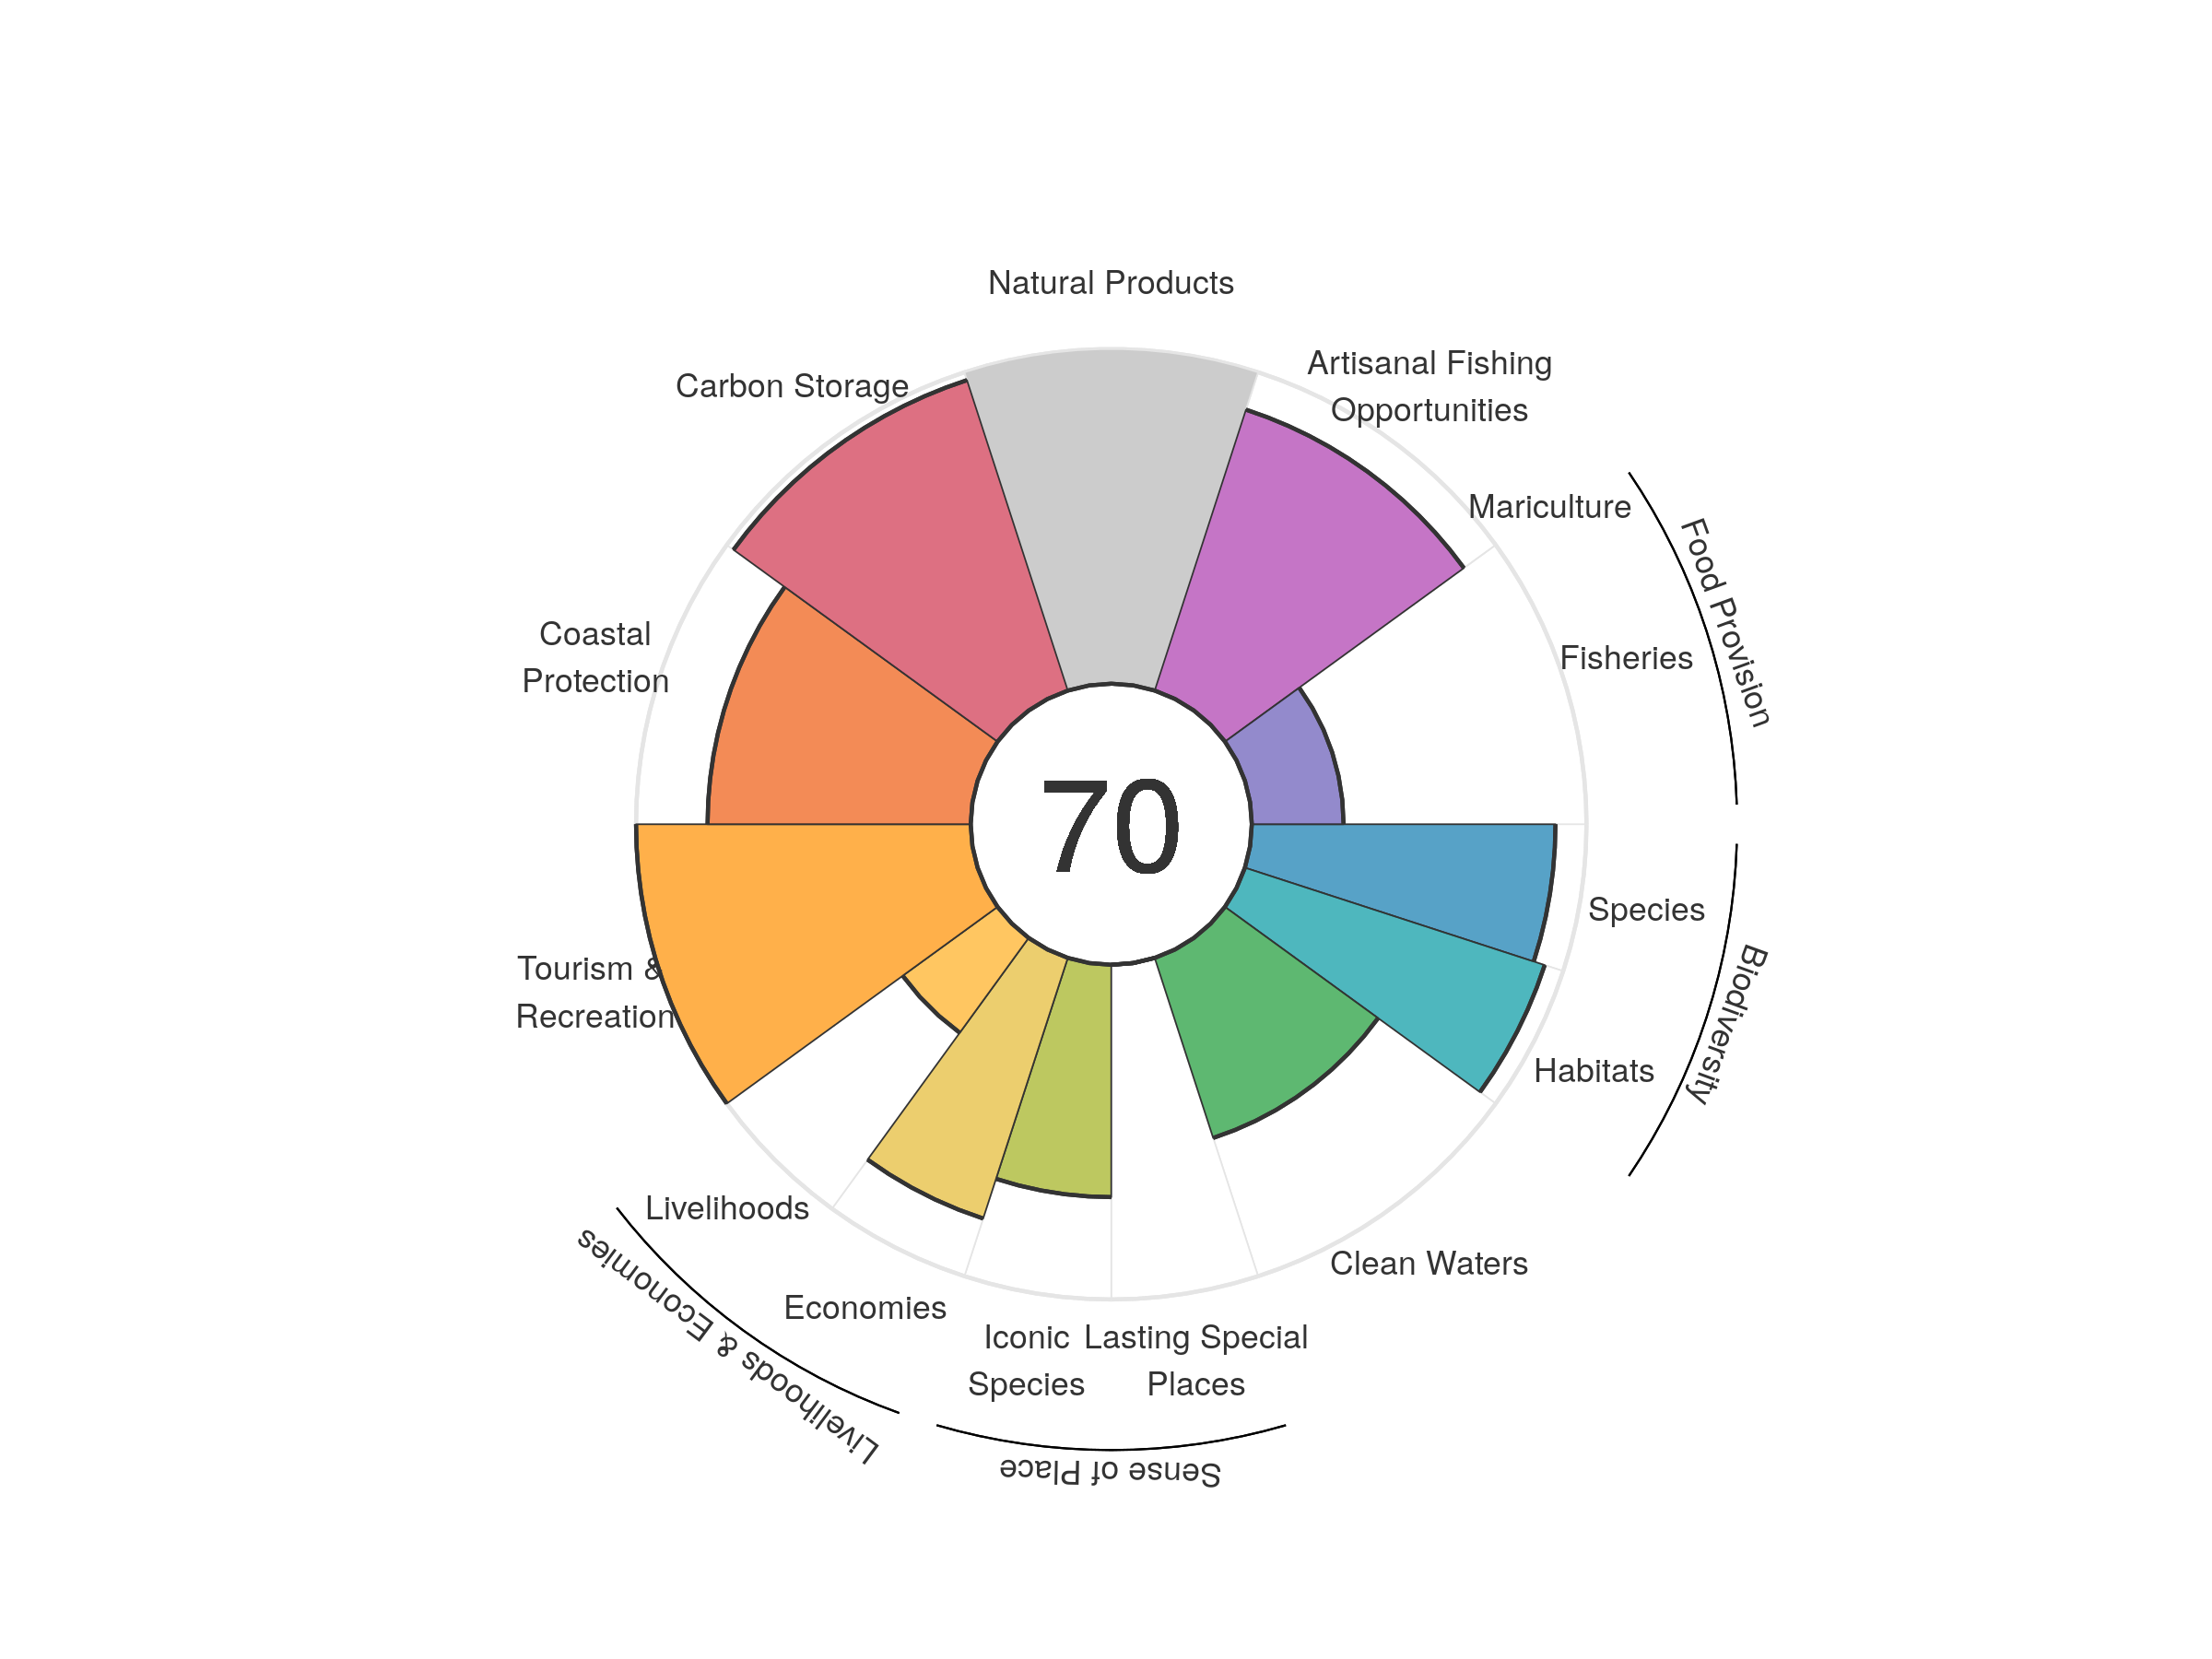 Natural Products
Artisanal Fishing
Opportunities
Carbon Storage
Mariculture
Food Provision
Fisheries
Coastal
Protection
70
Species
Biodiversity
Tourism &
Recreation
Habitats
Livelihoods
Clean Waters
Livelihoods & Economies
Economies
Iconic
Species
Lasting Special
Places
Sense of Place